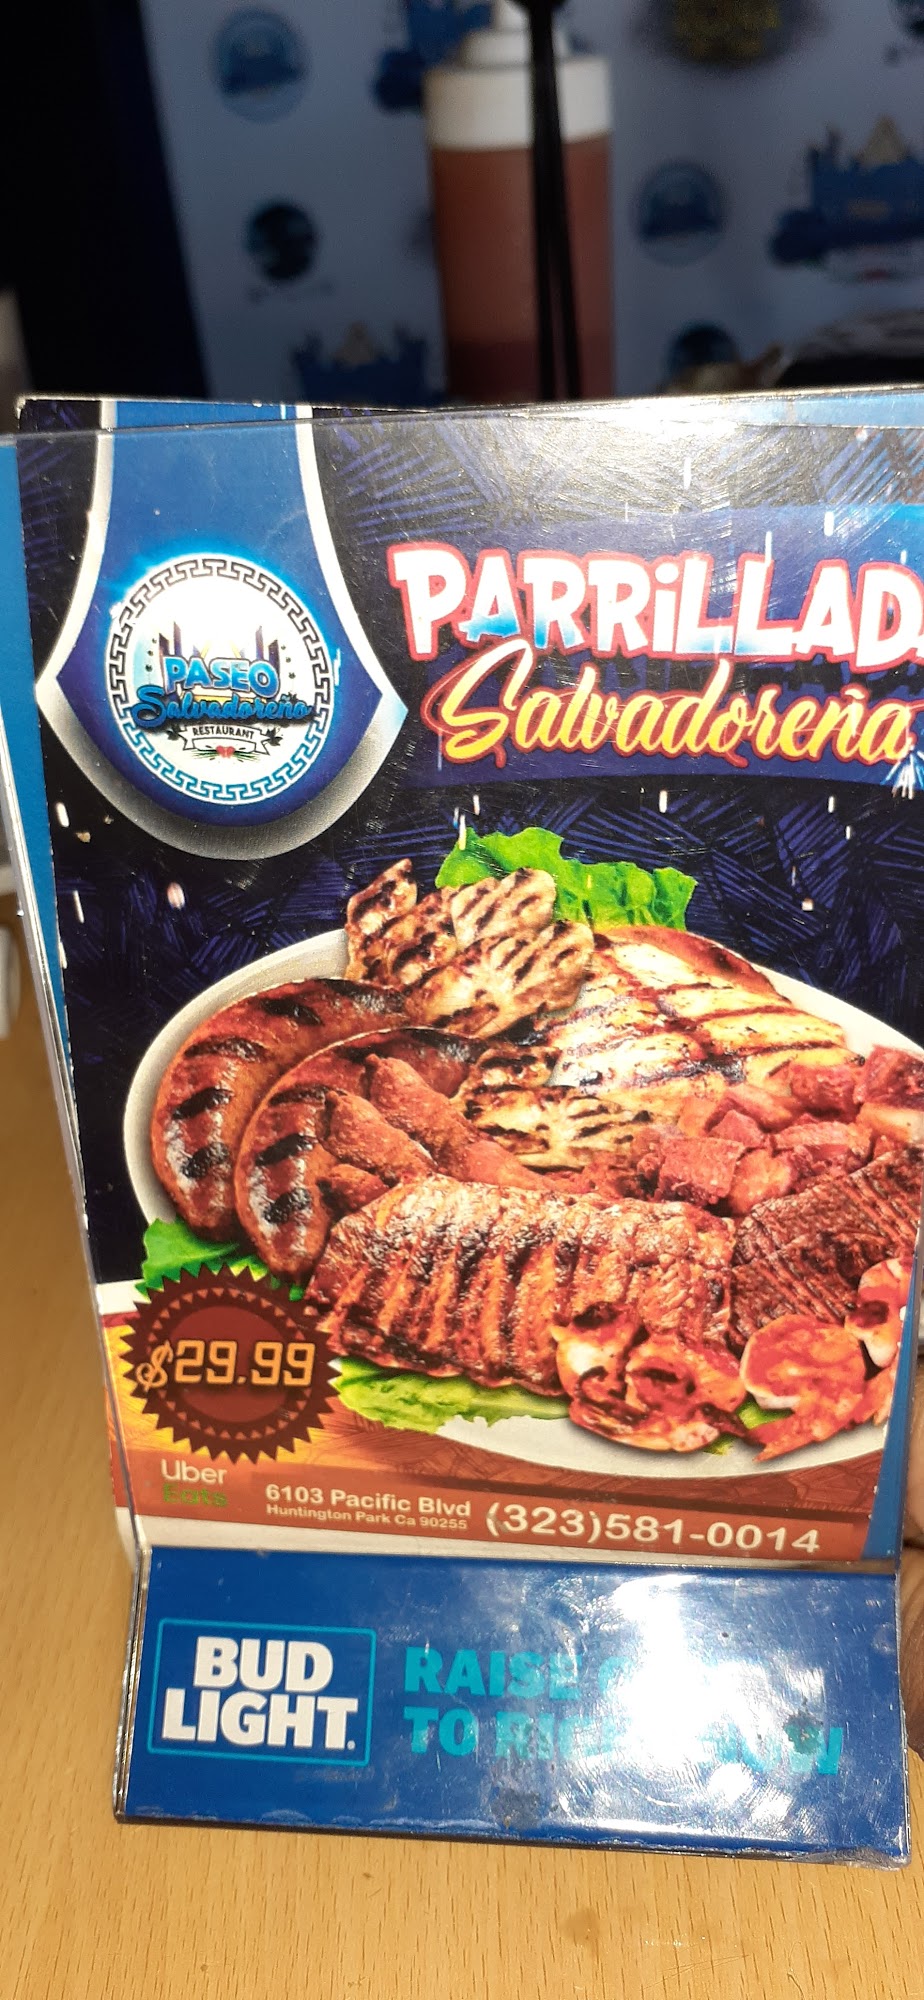 PARRiLLADA
Salvadoreña
PASEO
Salvadoreño
RESTAURANT
$29.99
Uber
Eats
6103 Pacific Blvd
Huntington Park Ca 90255
(323)581-0014
BUD
LIGHT.
RAISE
TO